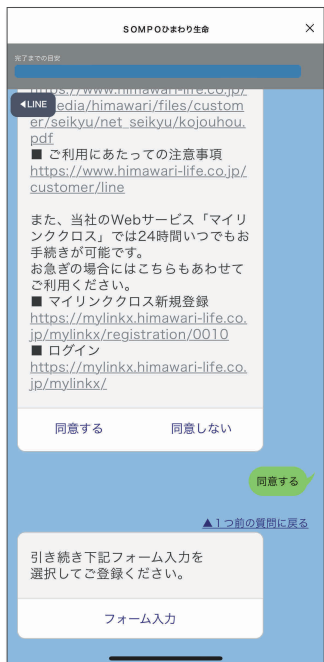 SOMPOひまわり生命
完了までの目安
◀LINE
https://www.himawari-life.co.jp/
edia/himawari/files/custom
er/seikyu/net_seikyu/kojouhou.
pdf
■ ご利用にあたっての注意事項
https://www.himawari-life.co.jp/
customer/line
また、当社のWebサービス「マイリ
ンククロス」では24時間いつでもお
手続きが可能です。
お急ぎの場合にはこちらもあわせて
ご利用ください。
■ マイリンククロス新規登録
https://mylinkx.himawari-life.co.
jp/mylinkx/registration/0010
■ ログイン
https://mylinkx.himawari-life.co.
jp/mylinkx/
同意する 同意しない
同意する
▲1つ前の質問に戻る
引き続き下記フォーム入力を
選択してご登録ください。
フォーム入力